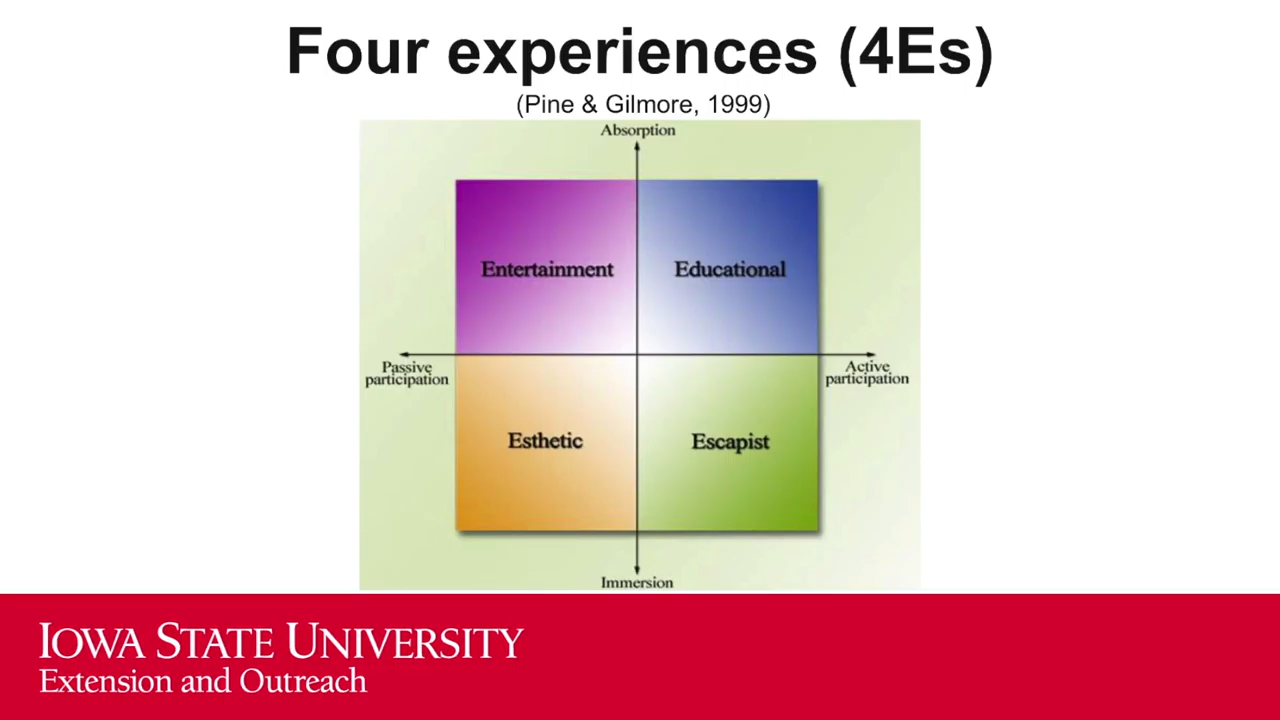 Four experiences (4Es)
(Pine & Gilmore, 1999)
Absorption
Entertainment
Educational
Passive
participation
Active
participation
Esthetic
Escapist
Immersion
IOWA STATE UNIVERSITY
Extension and Outreach